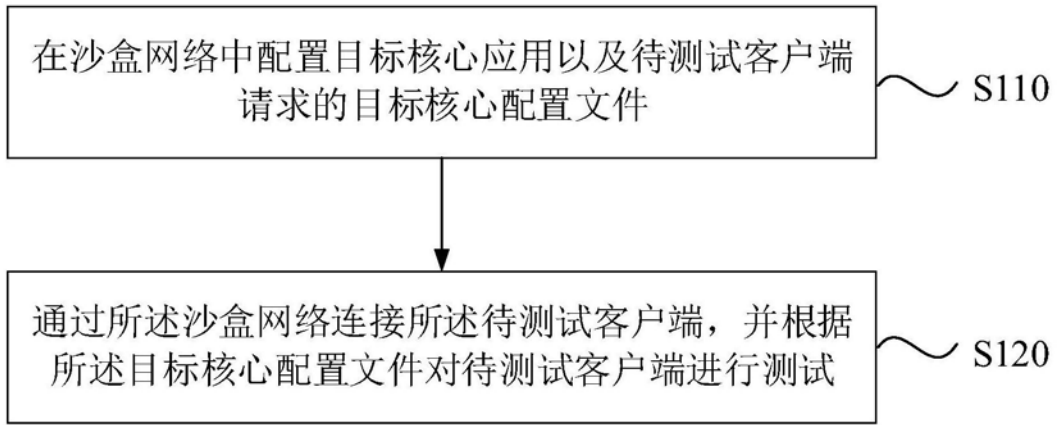 在沙盒网络中配置目标核心应用以及待测试客户端
请求的目标核心配置文件
S110
通过所述沙盒网络连接所述待测试客户端，并根据
所述目标核心配置文件对待测试客户端进行测试
S120